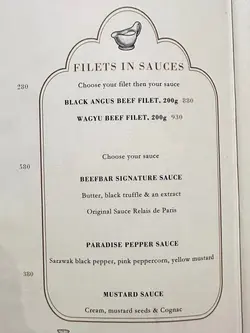 FILETS IN SAUCES
280
Choose your filet then your sauce
BLACK ANGUS BEEF FILET, 200g 880
WAGYU BEEF FILET, 200g 930
Choose your sauce
580
BEEFBAR SIGNATURE SAUCE
Butter, black truffle & an extract
Original Sauce Relais de Paris
PARADISE PEPPER SAUCE
Sarawak black pepper, pink peppercorn, yellow mustard
380
MUSTARD SAUCE
Cream, mustard seeds & Cognac